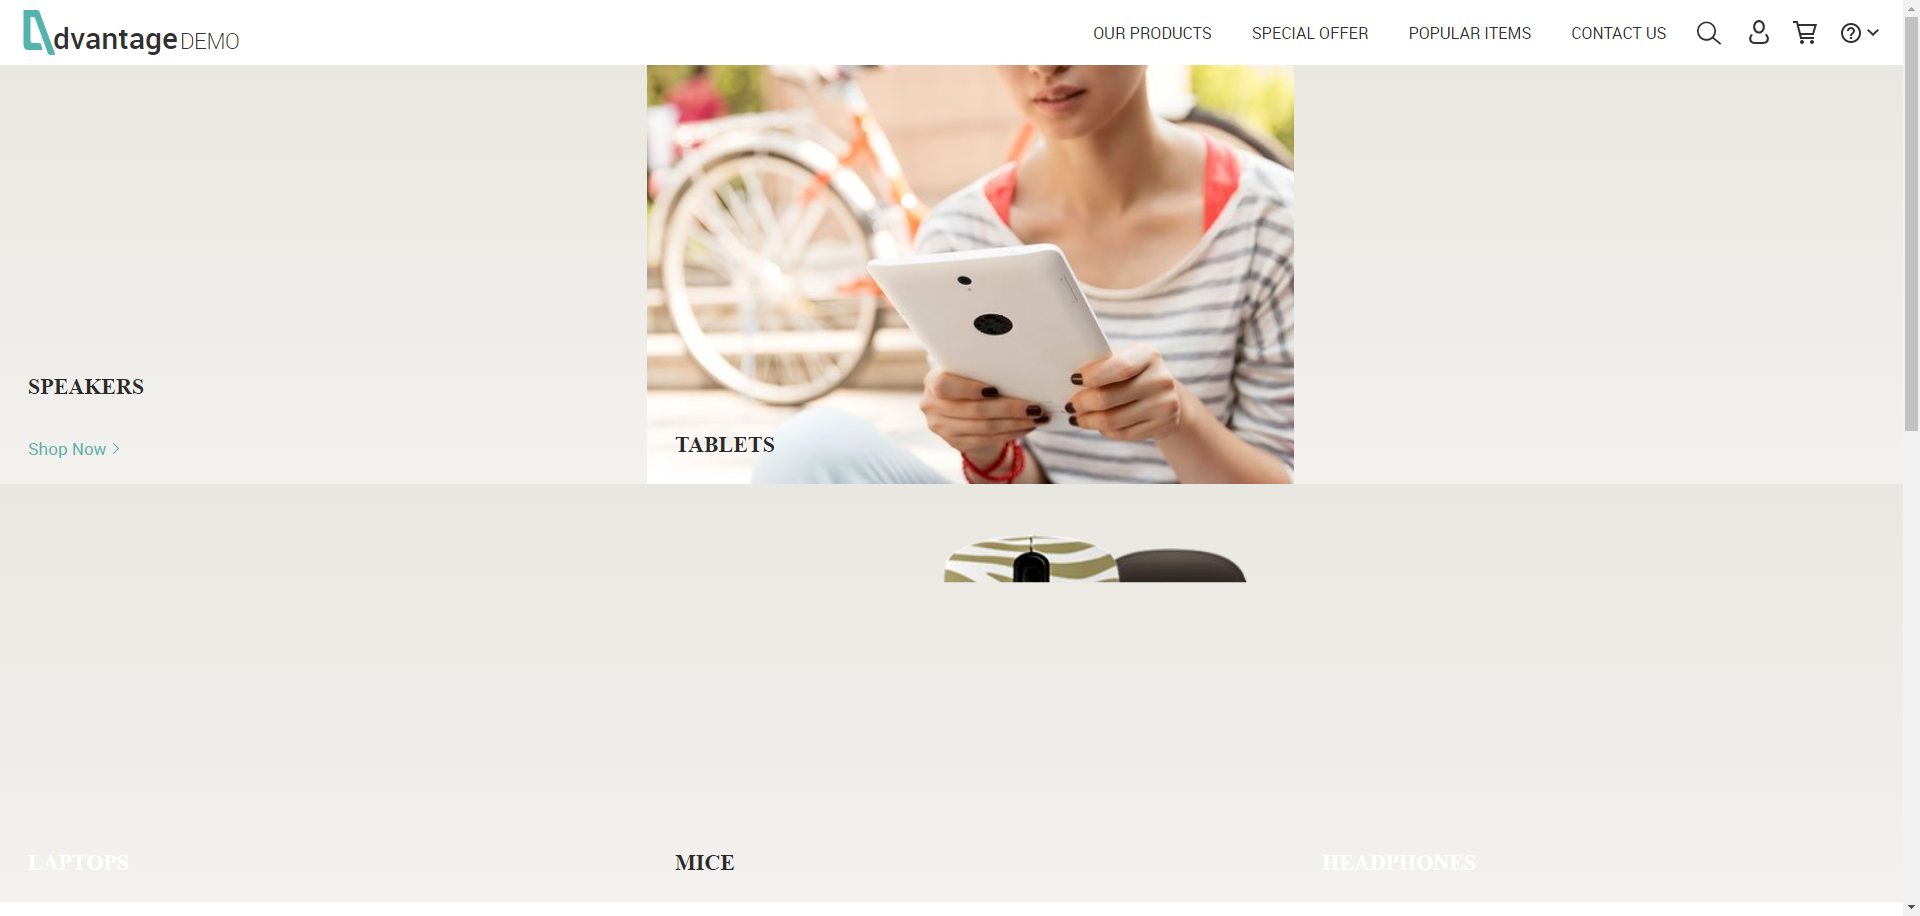 dvantage DEMO
OUR PRODUCTS SPECIAL OFFER POPULAR ITEMS CONTACT US
SPEAKERS
Shop Now
TABLETS
LAPTOPS
MICE
HEADPHONES